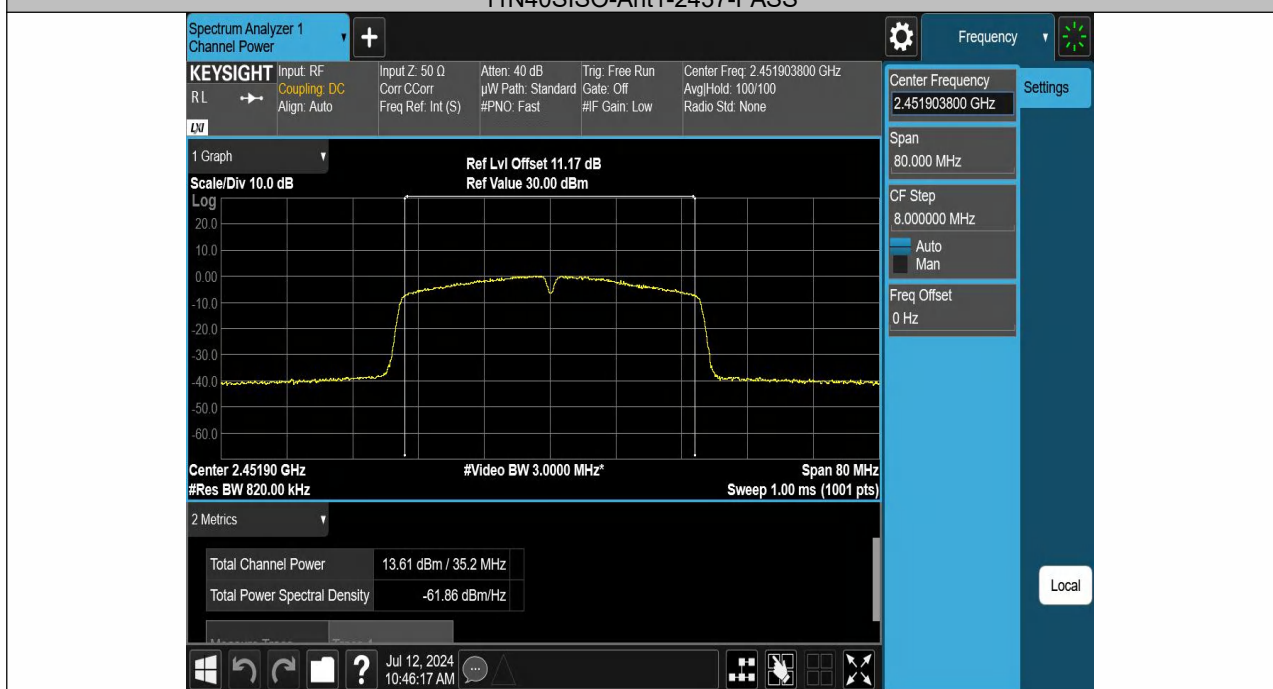 11N40SISO-Ant1-2437-PASS
Spectrum Analyzer 1
Channel Power
Frequency
KEYSIGHT
RL
LXI
Input: RF
Coupling: DC
Align: Auto
Input Z: 50 Ω
Corr CCorr
Freq Ref: Int (S)
Atten: 40 dB
µW Path: Standard
#PNO: Fast
Trig: Free Run
Gate: Off
#IF Gain: Low
Center Freq: 2.451903800 GHz
Avg|Hold: 100/100
Radio Std: None
Center Frequency
2.451903800 GHz
Settings
Span
80.000 MHz
CF Step
8.000000 MHz
Auto
Man
Freq Offset
0 Hz
1 Graph
Scale/Div 10.0 dB
Ref Lvl Offset 11.17 dB
Ref Value 30.00 dBm
Log
20.0
10.0
0.00
-10.0
-20.0
-30.0
-40.0
-50.0
-60.0
Center 2.45190 GHz
#Video BW 3.0000 MHz*
Span 80 MHz
#Res BW 820.00 kHz
Sweep 1.00 ms (1001 pts)
2 Metrics
Total Channel Power 13.61 dBm / 35.2 MHz
Total Power Spectral Density -61.86 dBm/Hz
Local
?
Jul 12, 2024
10:46:17 AM